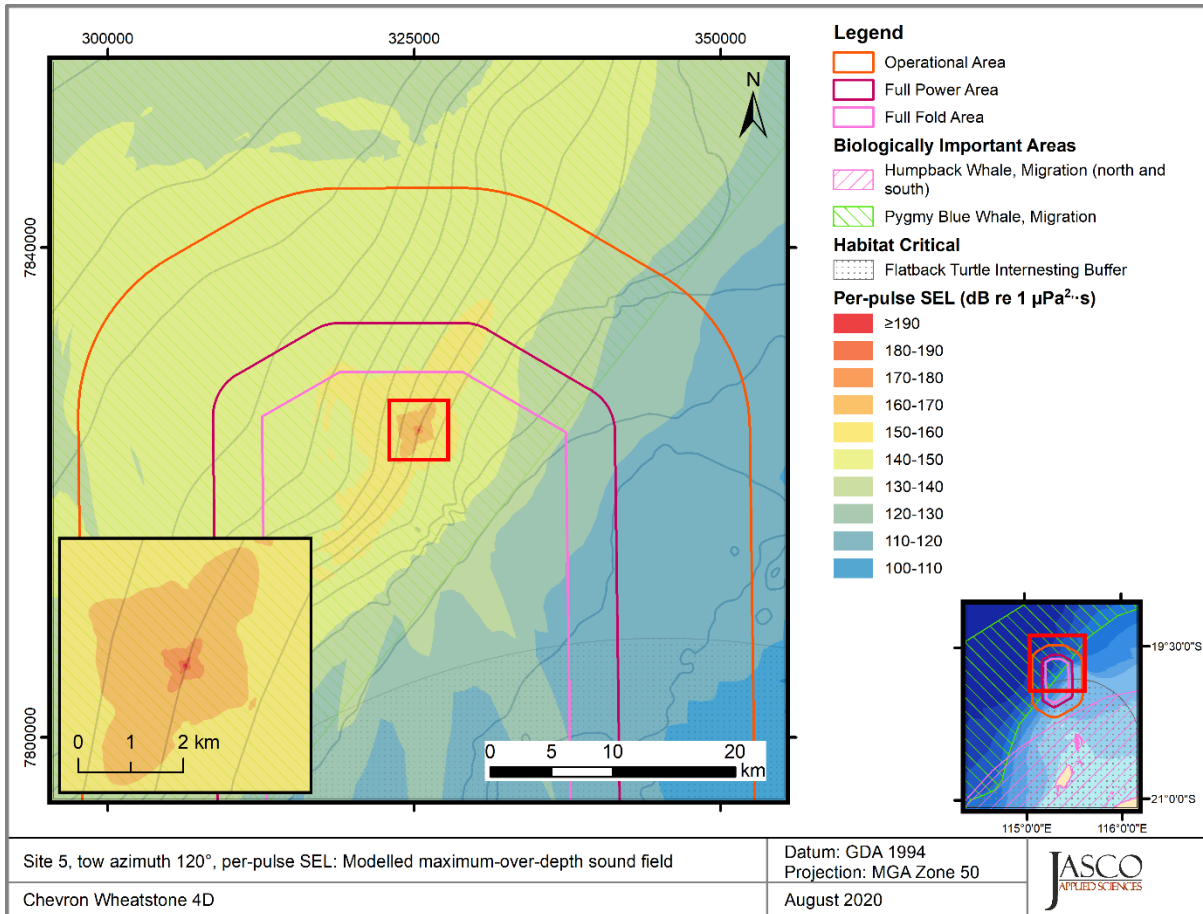 300000
325000
350000
7840000
7800000
N
0 1 2 km
0 5 10 20
km
Legend
Operational Area
Full Power Area
Full Fold Area
Biologically Important Areas
Humpback Whale, Migration (north and
south)
Pygmy Blue Whale, Migration
Habitat Critical
Flatback Turtle Internesting Buffer
Per-pulse SEL (dB re 1 µPa²·s)
≥190
180-190
170-180
160-170
150-160
140-150
130-140
120-130
110-120
100-110
19°30'0"S
21°0'0"S
115°0'0"E 116°0'0"E
Site 5, tow azimuth 120°, per-pulse SEL: Modelled maximum-over-depth sound field
Datum: GDA 1994
Projection: MGA Zone 50
Chevron Wheatstone 4D
August 2020
JASCO
APPLIED SCIENCES